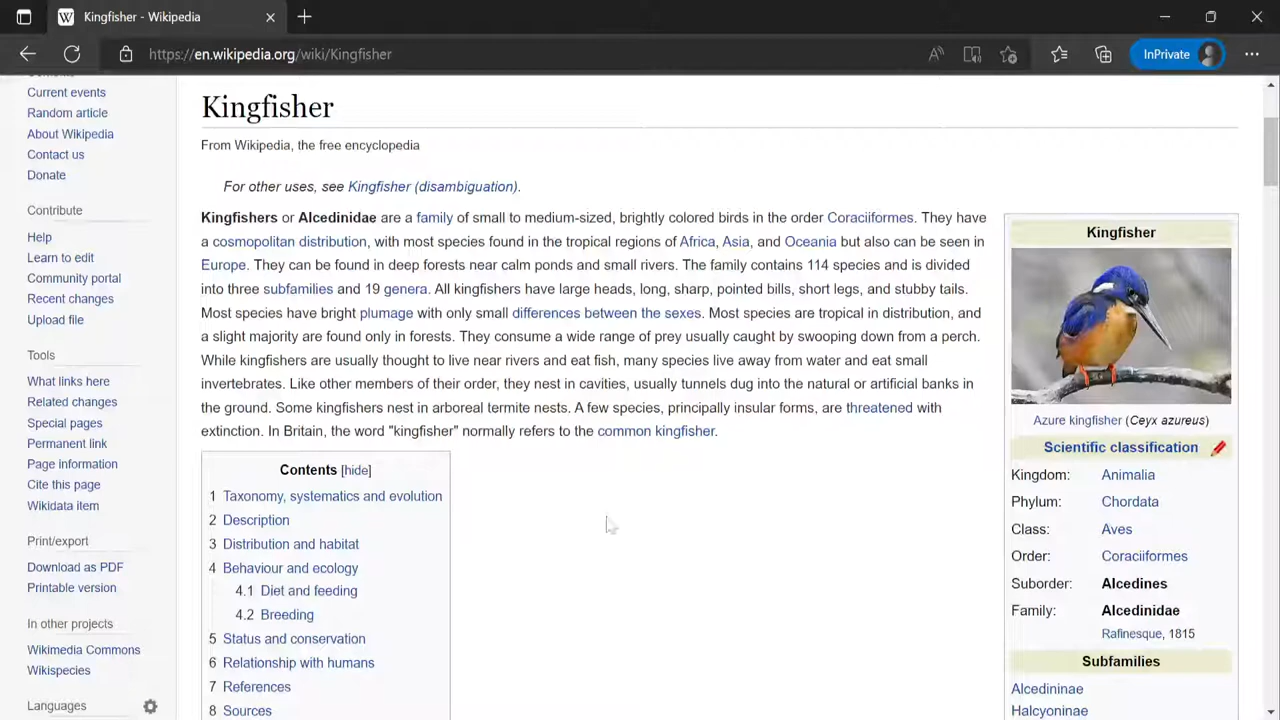 Kingfisher - Wikipedia
https://en.wikipedia.org/wiki/Kingfisher
InPrivate
Current events
Random article
About Wikipedia
Contact us
Donate
Contribute
Help
Learn to edit
Community portal
Recent changes
Upload file
Tools
What links here
Related changes
Special pages
Permanent link
Page information
Cite this page
Wikidata item
Print/export
Download as PDF
Printable version
In other projects
Wikimedia Commons
Wikispecies
Languages
Kingfisher
From Wikipedia, the free encyclopedia
For other uses, see Kingfisher (disambiguation).
Kingfishers or Alcedinidae are a family of small to medium-sized, brightly colored birds in the order Coraciiformes. They have
a cosmopolitan distribution, with most species found in the tropical regions of Africa, Asia, and Oceania but also can be seen in
Europe. They can be found in deep forests near calm ponds and small rivers. The family contains 114 species and is divided
into three subfamilies and 19 genera. All kingfishers have large heads, long, sharp, pointed bills, short legs, and stubby tails.
Most species have bright plumage with only small differences between the sexes. Most species are tropical in distribution, and
a slight majority are found only in forests. They consume a wide range of prey usually caught by swooping down from a perch.
While kingfishers are usually thought to live near rivers and eat fish, many species live away from water and eat small
invertebrates. Like other members of their order, they nest in cavities, usually tunnels dug into the natural or artificial banks in
the ground. Some kingfishers nest in arboreal termite nests. A few species, principally insular forms, are threatened with
extinction. In Britain, the word "kingfisher" normally refers to the common kingfisher.
Contents [hide]
1 Taxonomy, systematics and evolution
2 Description
3 Distribution and habitat
4 Behaviour and ecology
4.1 Diet and feeding
4.2 Breeding
5 Status and conservation
6 Relationship with humans
7 References
8 Sources
Kingfisher
Azure kingfisher (Ceyx azureus)
Scientific classification
Kingdom: Animalia
Phylum: Chordata
Class: Aves
Order: Coraciiformes
Suborder: Alcedines
Family: Alcedinidae
Rafinesque, 1815
Subfamilies
Alcedininae
Halcyoninae